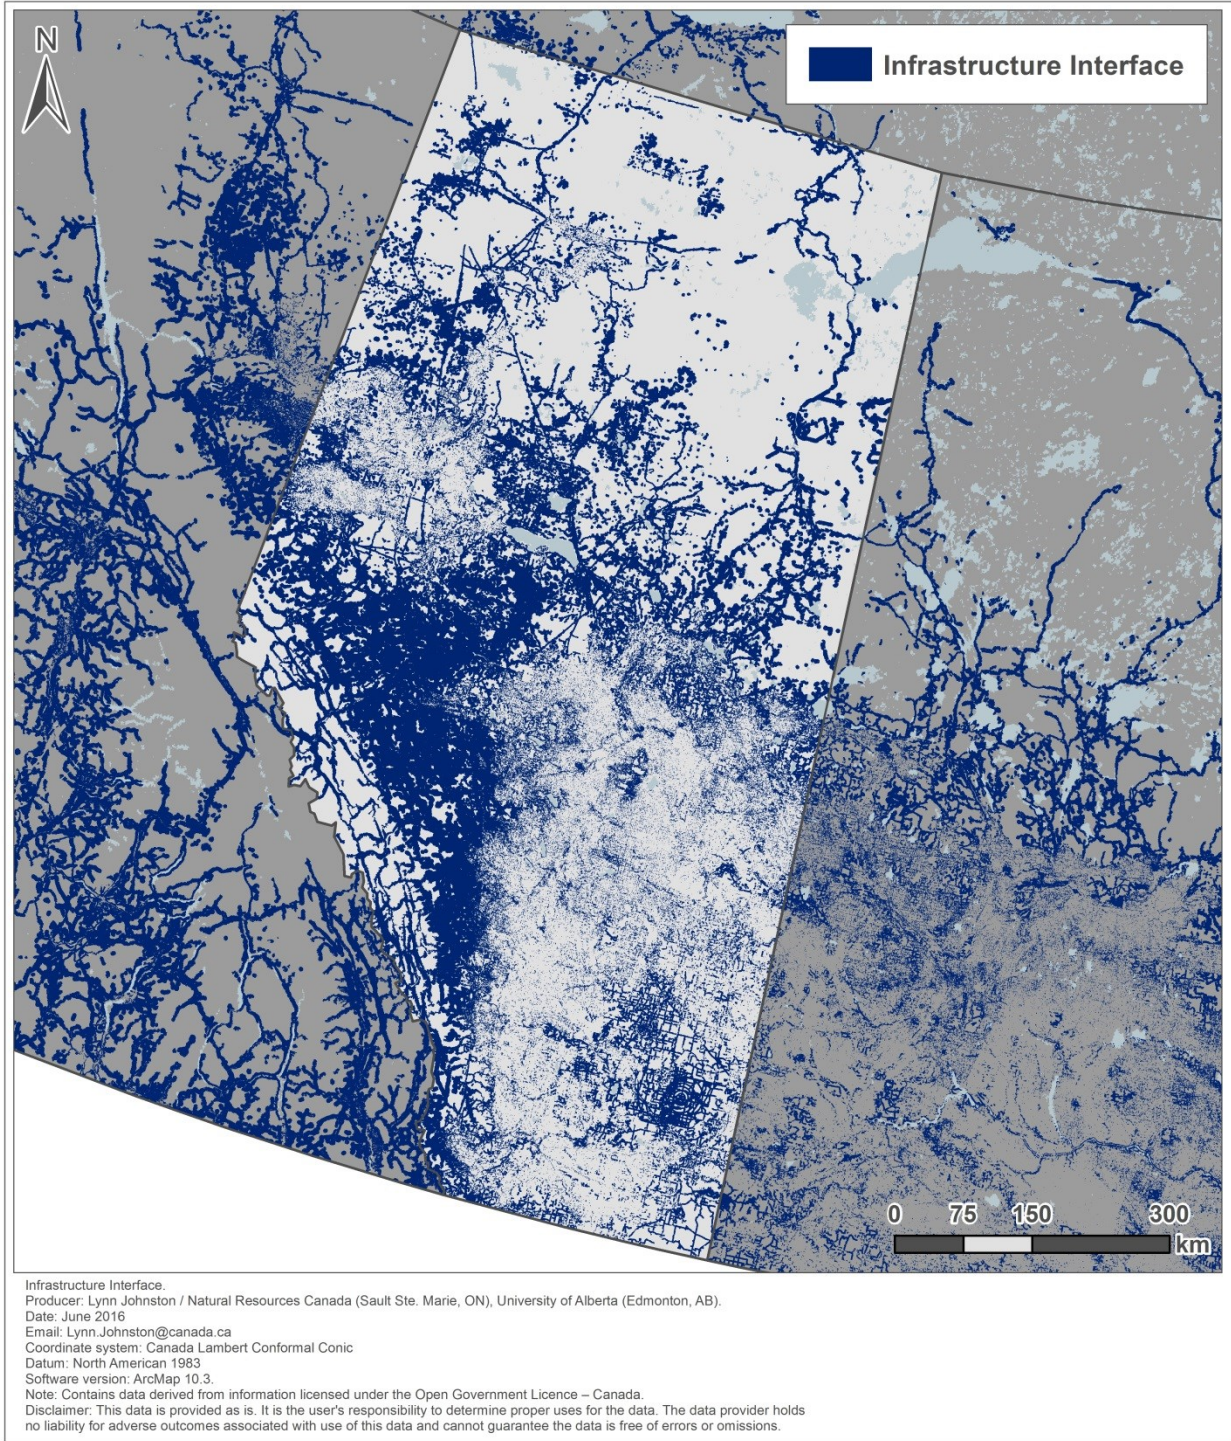 N
Infrastructure Interface
0 75 150 300
km
Infrastructure Interface.
Producer: Lynn Johnston / Natural Resources Canada (Sault Ste. Marie, ON), University of Alberta (Edmonton, AB).
Date: June 2016
Email: Lynn.Johnston@canada.ca
Coordinate system: Canada Lambert Conformal Conic
Datum: North American 1983
Software version: ArcMap 10.3.
Note: Contains data derived from information licensed under the Open Government Licence – Canada.
Disclaimer: This data is provided as is. It is the user's responsibility to determine proper uses for the data. The data provider holds
no liability for adverse outcomes associated with use of this data and cannot guarantee the data is free of errors or omissions.